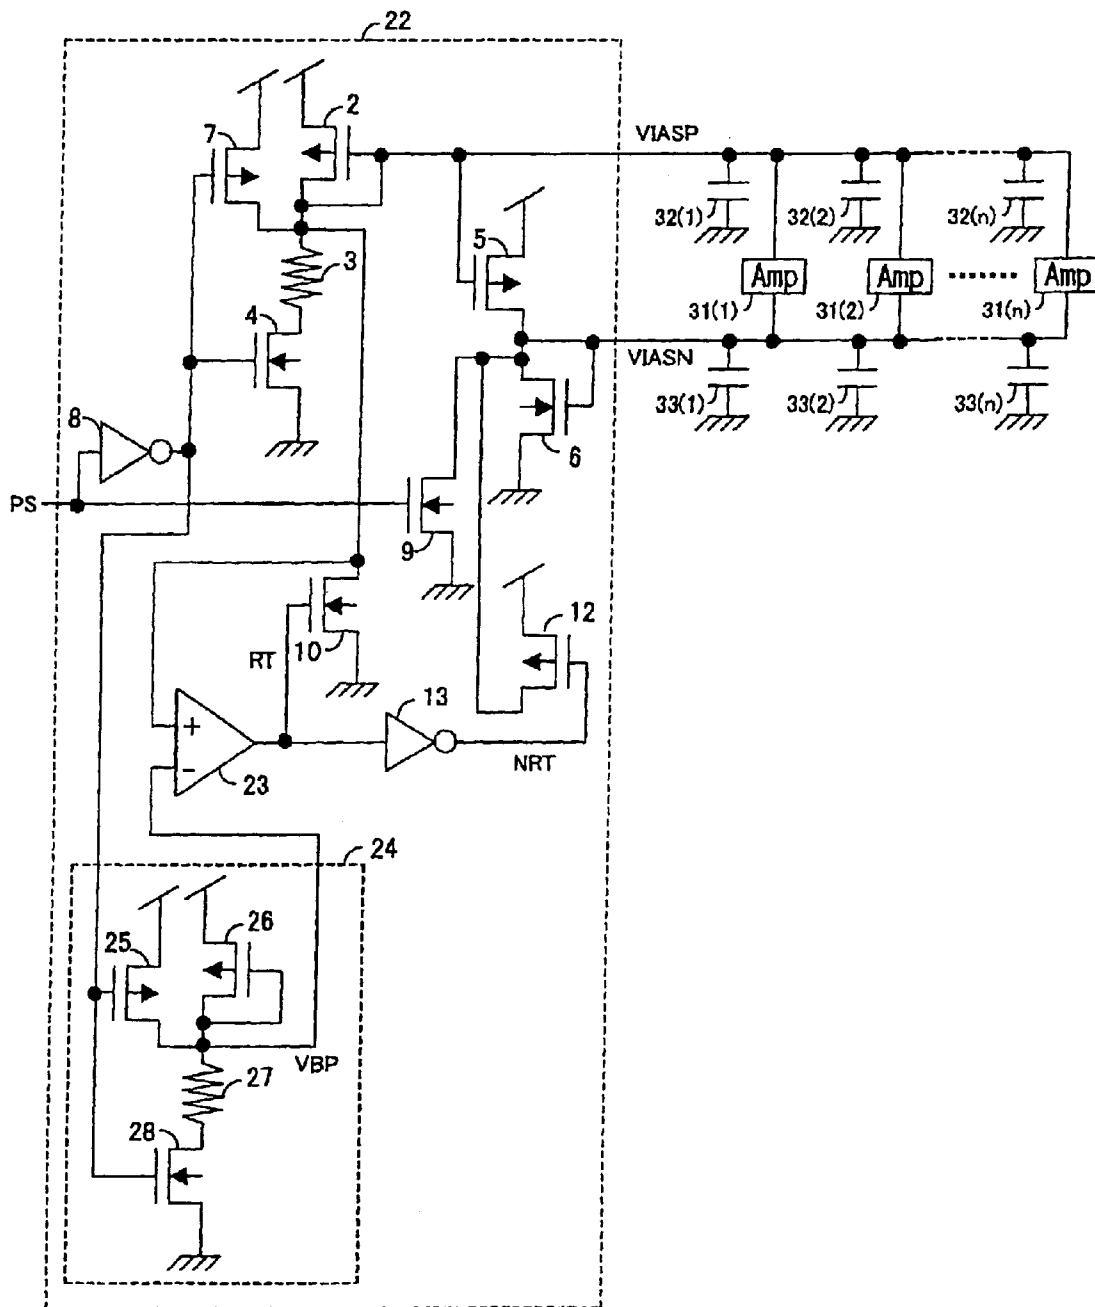 22
2
7
VIASP
32(1)
32(2)
32(n)
5
3
Amp
Amp
Amp
4
31(1)
31(2)
31(n)
VIASN
8
33(1)
33(2)
33(n)
6
PS
9
12
10
RT
13
+
-
23
NRT
24
26
25
VBP
27
28